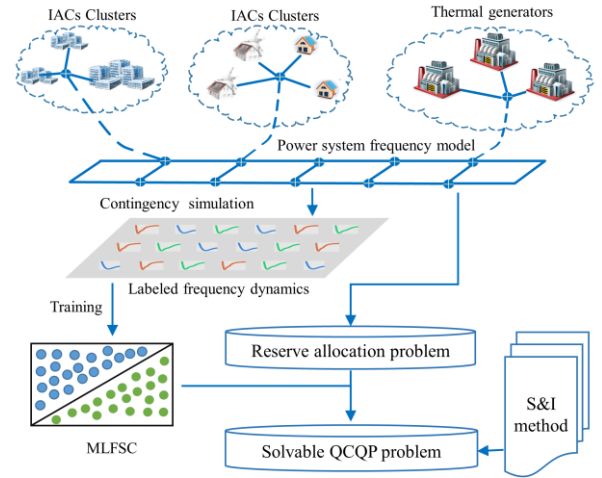 IACs Clusters
IACs Clusters
Thermal generators
Power system frequency model
Contingency simulation
Labeled frequency dynamics
Training
Reserve allocation problem
S&I
method
MLFSC
Solvable QCQP problem